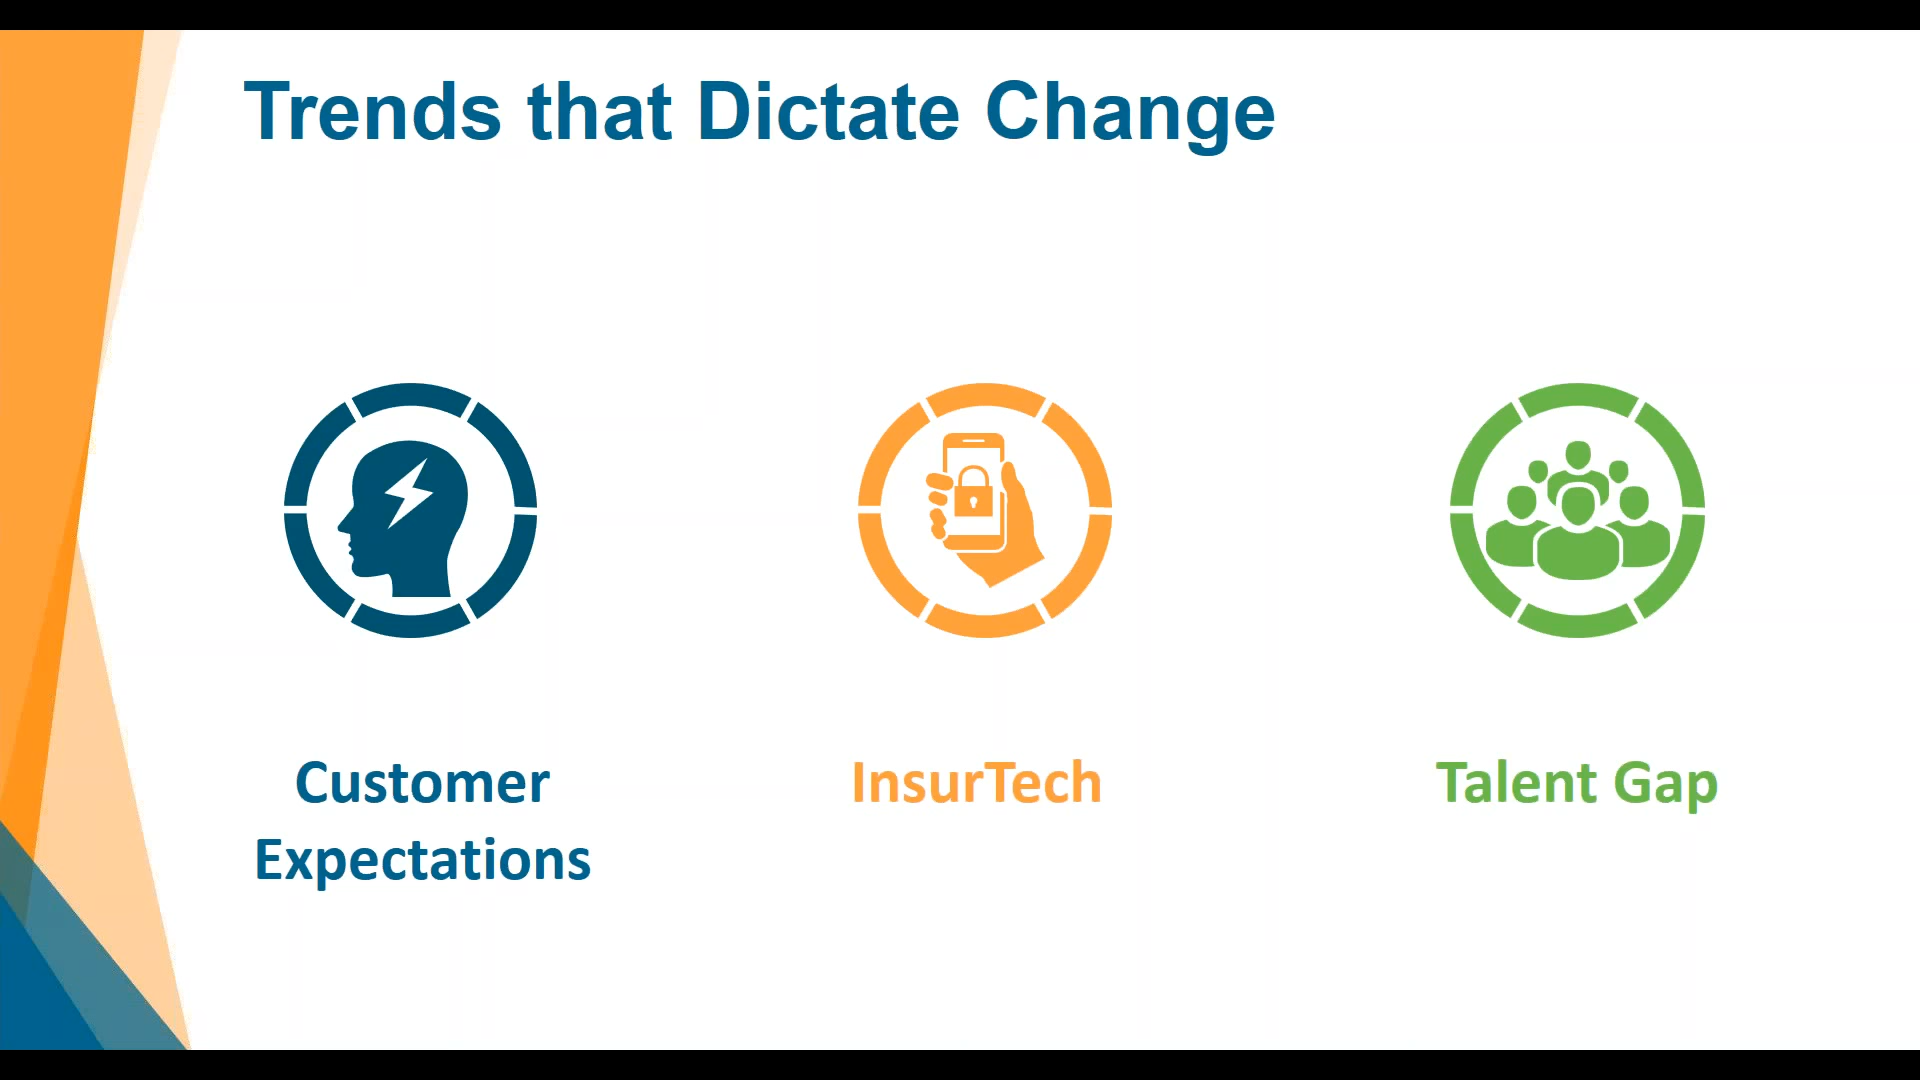 Trends that Dictate Change
Customer
Expectations
InsurTech
Talent Gap